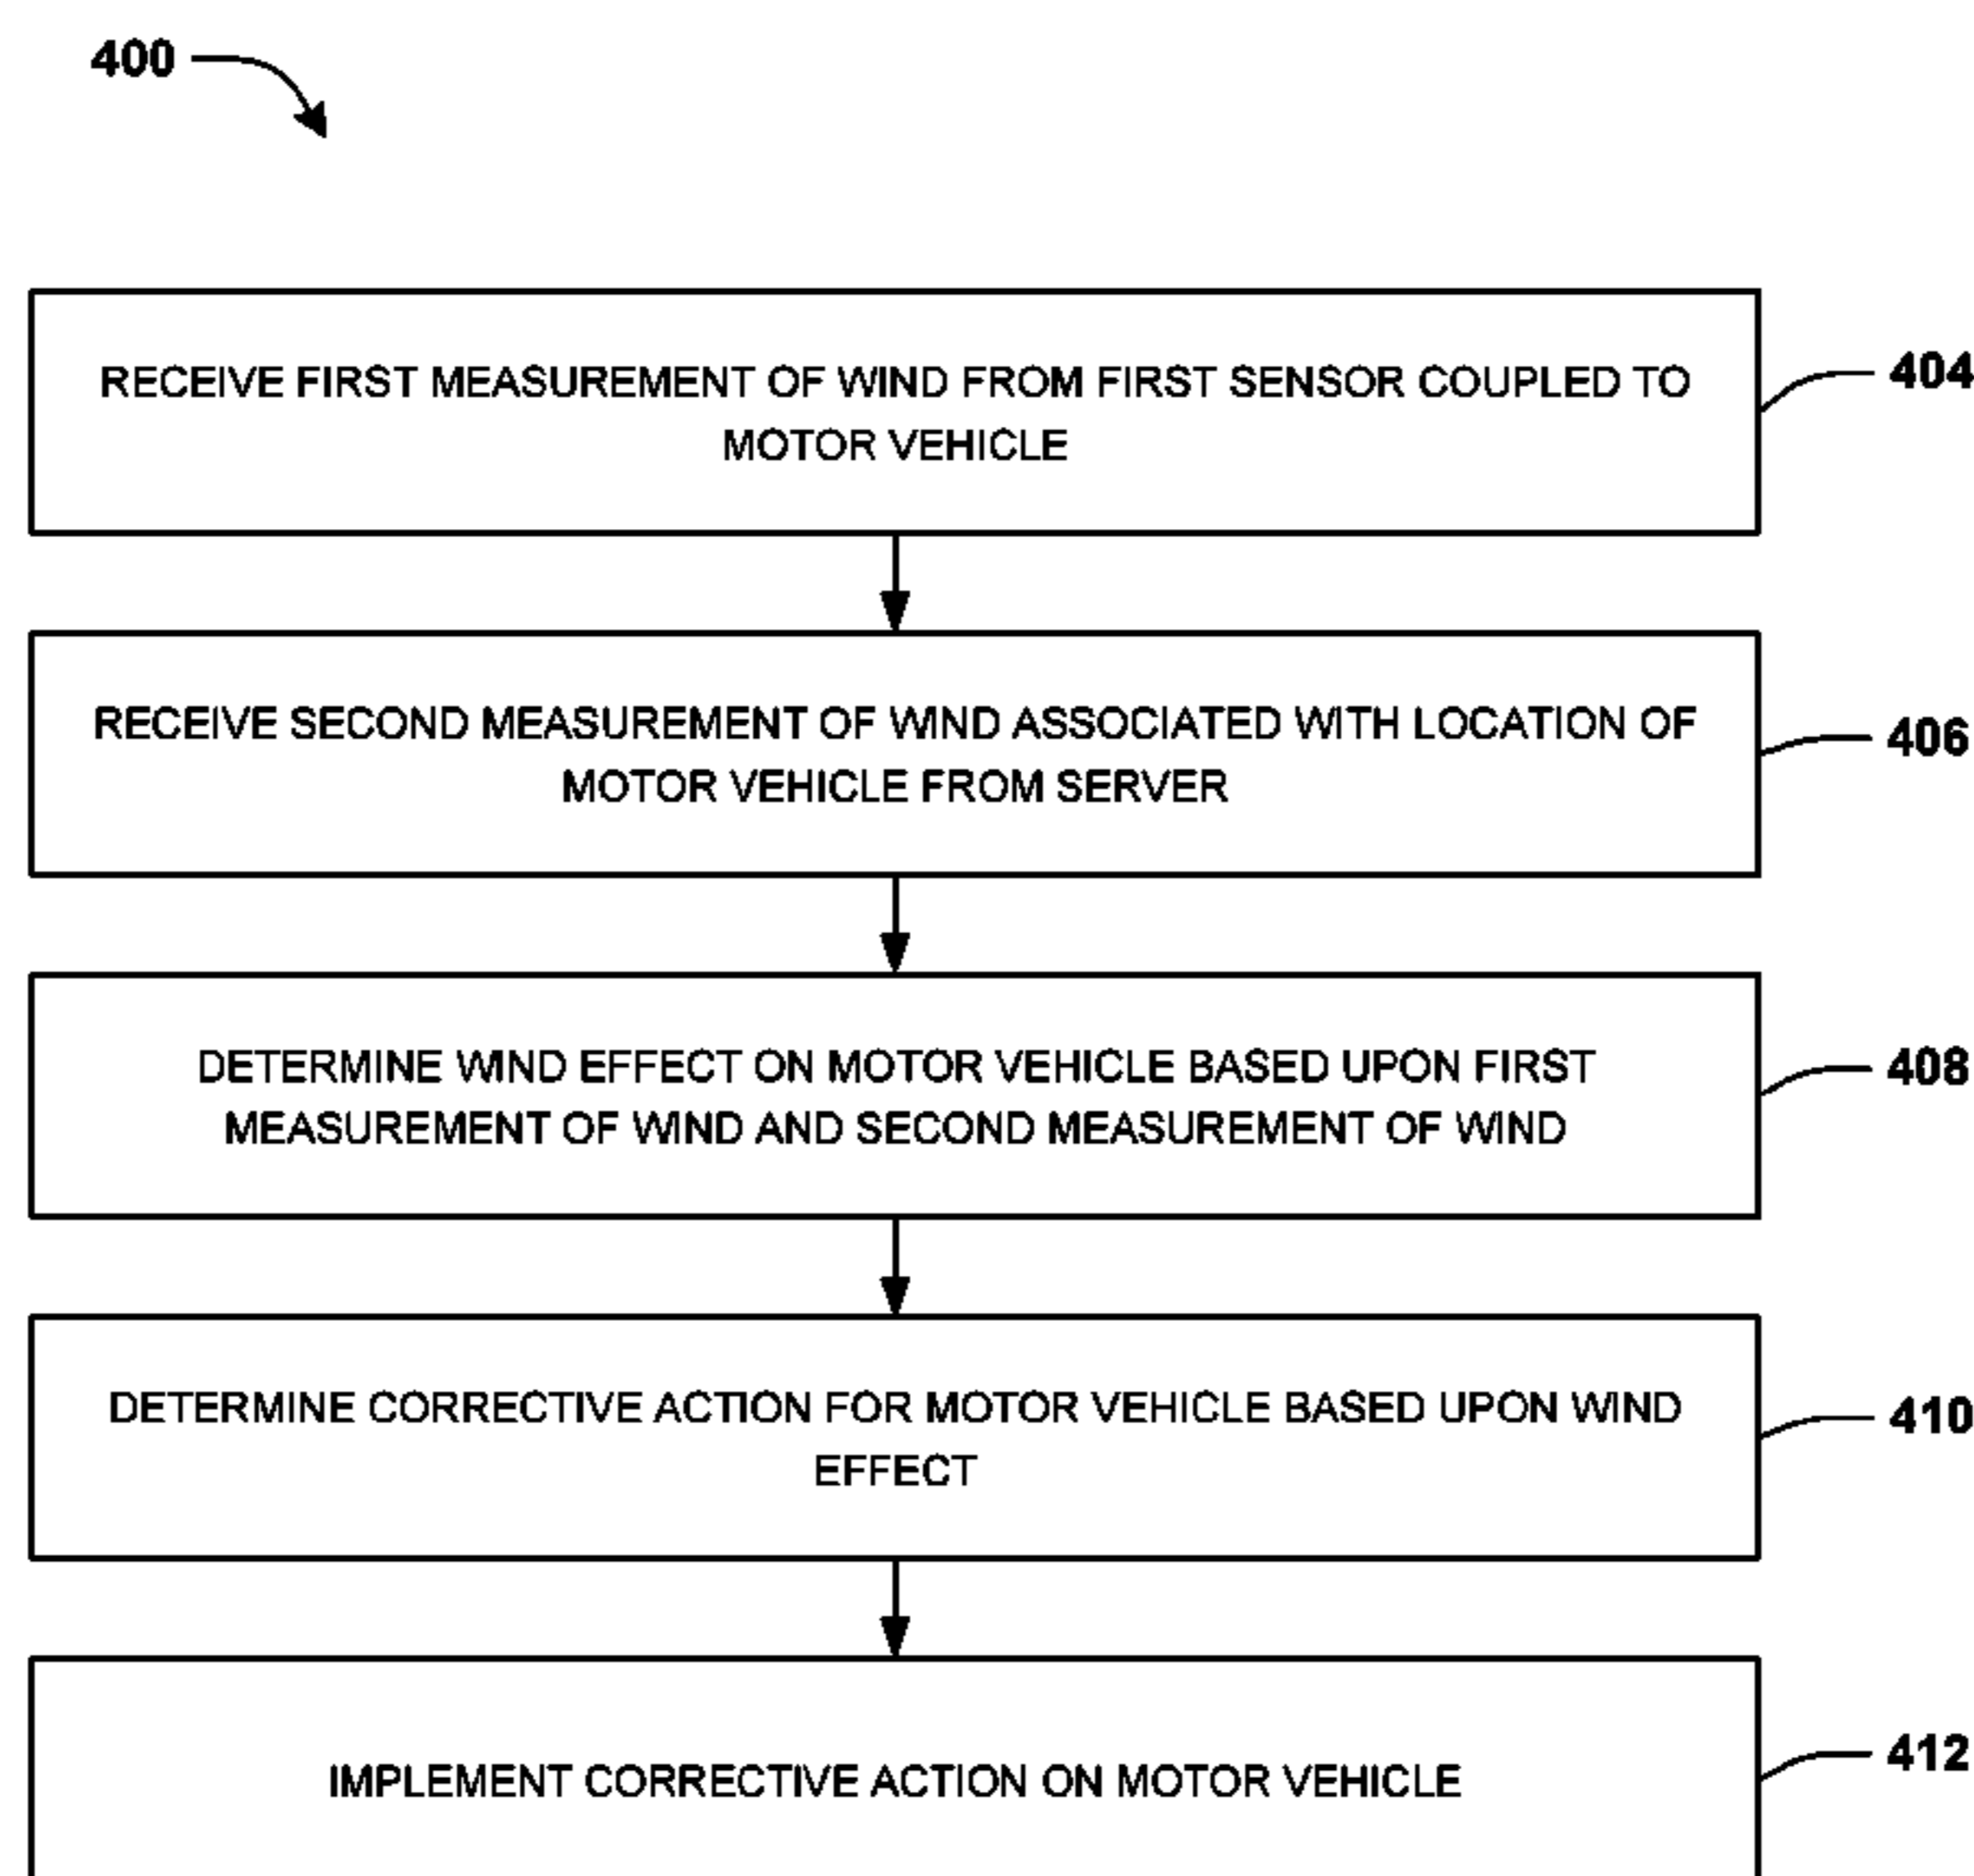 400
RECEIVE FIRST MEASUREMENT OF WIND FROM FIRST SENSOR COUPLED TO
MOTOR VEHICLE
404
RECEIVE SECOND MEASUREMENT OF WIND ASSOCIATED WITH LOCATION OF
MOTOR VEHICLE FROM SERVER
406
DETERMINE WIND EFFECT ON MOTOR VEHICLE BASED UPON FIRST
MEASUREMENT OF WIND AND SECOND MEASUREMENT OF WIND
408
DETERMINE CORRECTIVE ACTION FOR MOTOR VEHICLE BASED UPON WIND
EFFECT
410
IMPLEMENT CORRECTIVE ACTION ON MOTOR VEHICLE
412